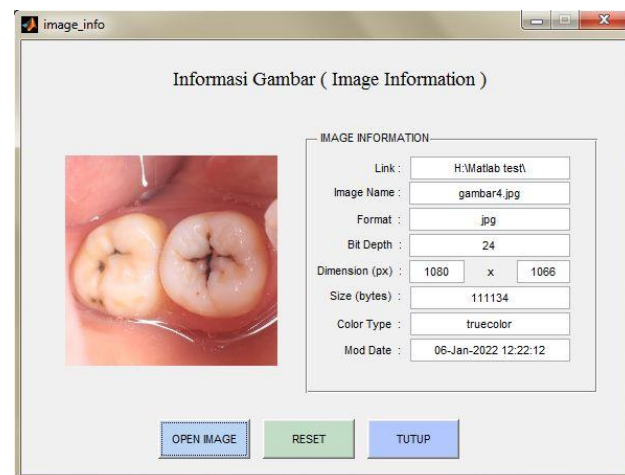 image_info
Informasi Gambar ( Image Information )
IMAGE INFORMATION
Link : H:\Matlab test\
Image Name : gambar4.jpg
Format : jpg
Bit Depth : 24
Dimension (px) : 1080 x 1066
Size (bytes) : 111134
Color Type : truecolor
Mod Date : 06-Jan-2022 12:22:12
OPEN IMAGE RESET TUTUP